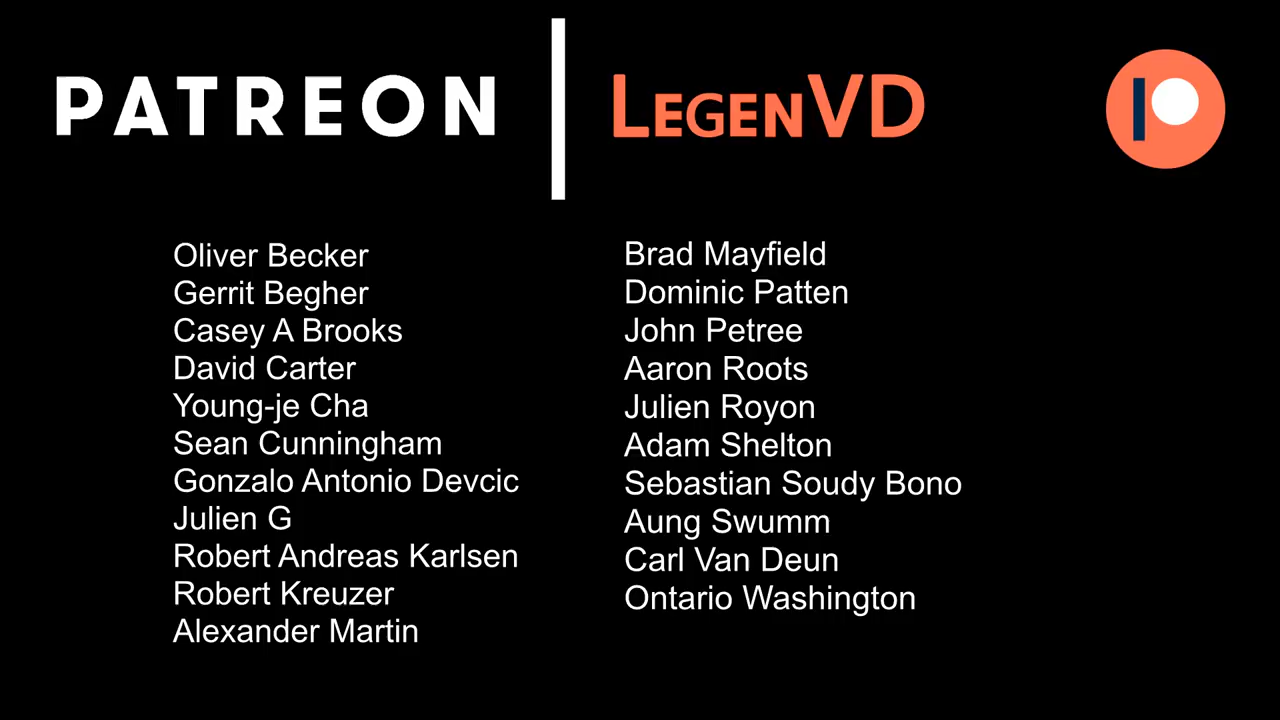 PATREON
LEGENVD
Oliver Becker
Gerrit Begher
Casey A Brooks
David Carter
Young-je Cha
Sean Cunningham
Gonzalo Antonio Devcic
Julien G
Robert Andreas Karlsen
Robert Kreuzer
Alexander Martin
Brad Mayfield
Dominic Patten
John Petree
Aaron Roots
Julien Royon
Adam Shelton
Sebastian Soudy Bono
Aung Swumm
Carl Van Deun
Ontario Washington